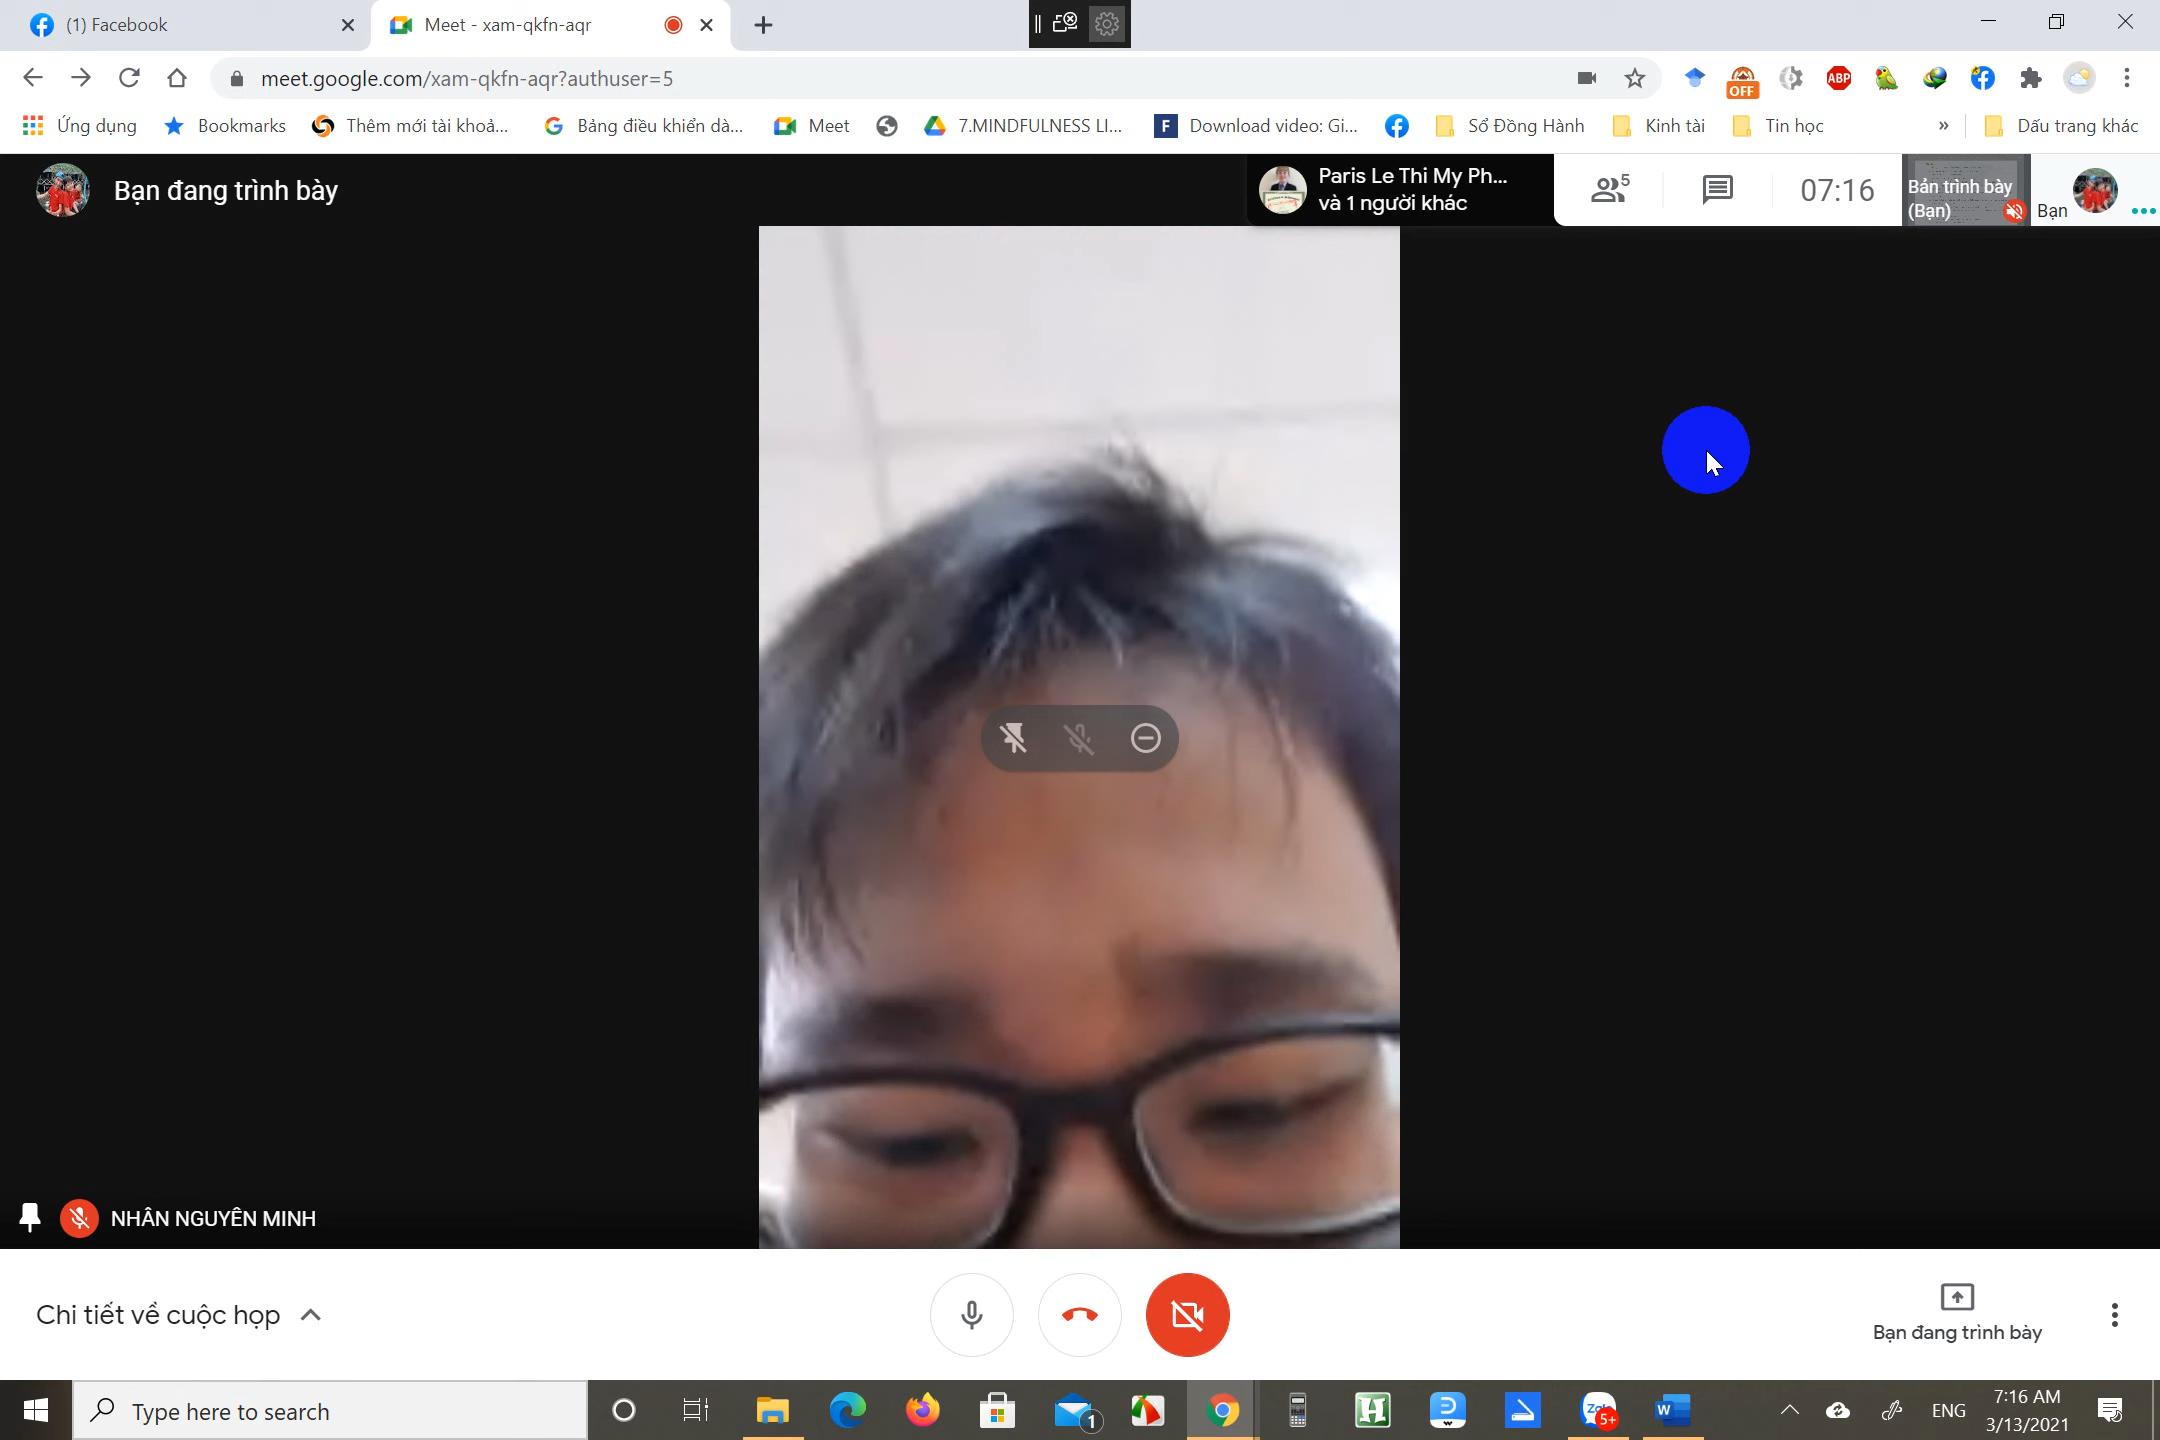 (1) Facebook
Meet - xam-qkfn-aqr
meet.google.com/xam-qkfn-aqr?authuser=5
OFF
ABP
Ứng dụng
Bookmarks
Thêm mới tài khoả...
Bảng điều khiển dà...
Meet
7.MINDFULNESS LI...
F
Download video: Gi...
Sổ Đồng Hành
Kinh tài
Tin học
»
Dấu trang khác
Bạn đang trình bày
Paris Le Thi My Ph...
và 1 người khác
5
07:16
Bản trình bày
(Bạn)
Bạn
NHÂN NGUYÊN MINH
Chi tiết về cuộc họp
Bạn đang trình bày
Type here to search
1
5+
W
ENG
7:16 AM
3/13/2021